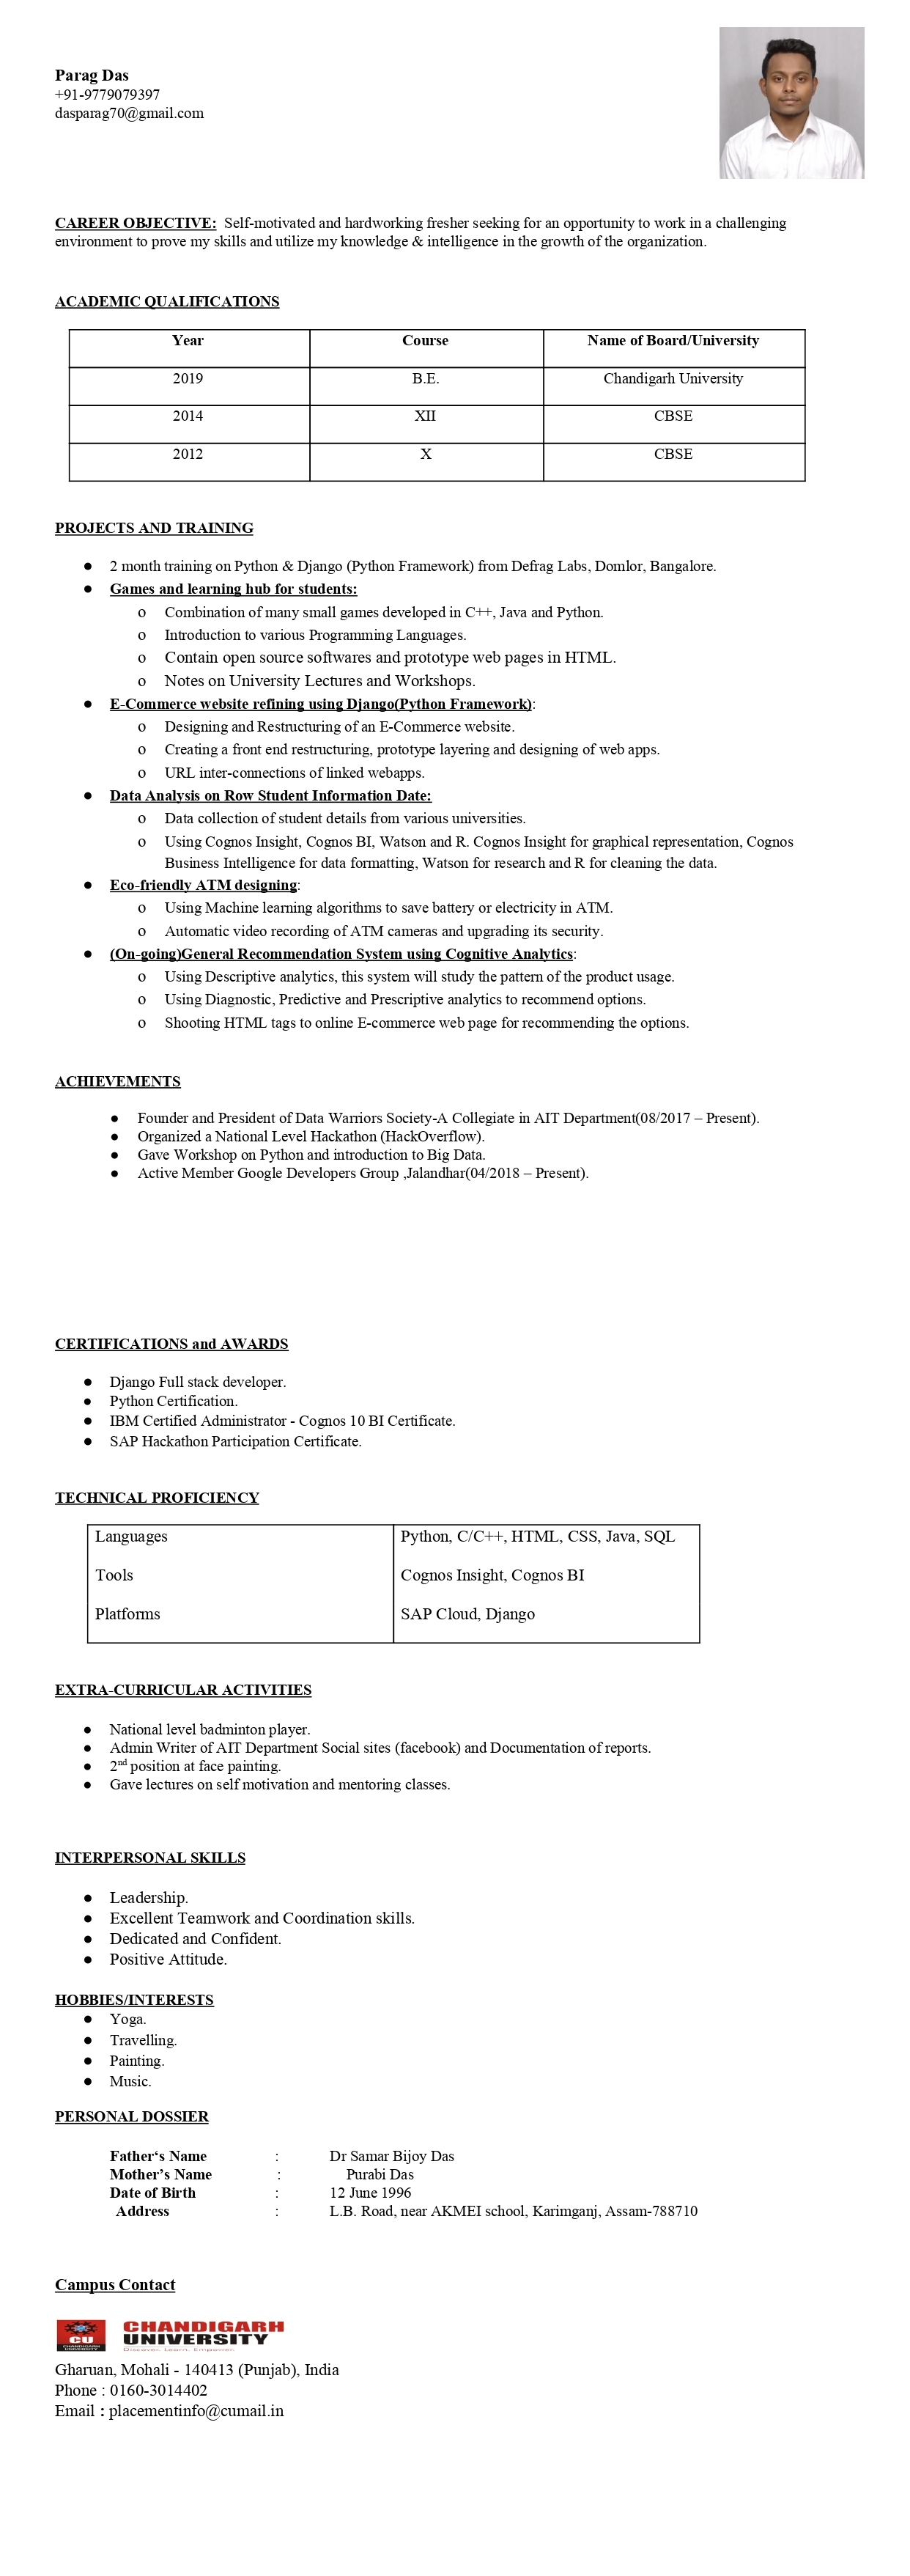 Parag Das
+91-9779079397
dasparag70@gmail.com
CAREER OBJECTIVE: Self-motivated and hardworking fresher seeking for an opportunity to work in a challenging
environment to prove my skills and utilize my knowledge & intelligence in the growth of the organization.
ACADEMIC QUALIFICATIONS
Year Course Name of Board/University
2019 B.E. Chandigarh University
2014 XII CBSE
2012 X CBSE
PROJECTS AND TRAINING
● 2 month training on Python & Django (Python Framework) from Defrag Labs, Domlor, Bangalore.
● Games and learning hub for students:
o Combination of many small games developed in C++, Java and Python.
o Introduction to various Programming Languages.
o Contain open source softwares and prototype web pages in HTML.
o Notes on University Lectures and Workshops.
● E-Commerce website refining using Django(Python Framework):
o Designing and Restructuring of an E-Commerce website.
o Creating a front end restructuring, prototype layering and designing of web apps.
o URL inter-connections of linked webapps.
● Data Analysis on Row Student Information Date:
o Data collection of student details from various universities.
o Using Cognos Insight, Cognos BI, Watson and R. Cognos Insight for graphical representation, Cognos
Business Intelligence for data formatting, Watson for research and R for cleaning the data.
● Eco-friendly ATM designing:
o Using Machine learning algorithms to save battery or electricity in ATM.
o Automatic video recording of ATM cameras and upgrading its security.
● (On-going)General Recommendation System using Cognitive Analytics:
o Using Descriptive analytics, this system will study the pattern of the product usage.
o Using Diagnostic, Predictive and Prescriptive analytics to recommend options.
o Shooting HTML tags to online E-commerce web page for recommending the options.
ACHIEVEMENTS
● Founder and President of Data Warriors Society-A Collegiate in AIT Department(08/2017 – Present).
● Organized a National Level Hackathon (HackOverflow).
● Gave Workshop on Python and introduction to Big Data.
● Active Member Google Developers Group ,Jalandhar(04/2018 – Present).
CERTIFICATIONS and AWARDS
● Django Full stack developer.
● Python Certification.
● IBM Certified Administrator - Cognos 10 BI Certificate.
● SAP Hackathon Participation Certificate.
TECHNICAL PROFICIENCY
Languages Python, C/C++, HTML, CSS, Java, SQL
Tools Cognos Insight, Cognos BI
Platforms SAP Cloud, Django
EXTRA-CURRICULAR ACTIVITIES
● National level badminton player.
● Admin Writer of AIT Department Social sites (facebook) and Documentation of reports.
● 2nd position at face painting.
● Gave lectures on self motivation and mentoring classes.
INTERPERSONAL SKILLS
● Leadership.
● Excellent Teamwork and Coordination skills.
● Dedicated and Confident.
● Positive Attitude.
HOBBIES/INTERESTS
● Yoga.
● Travelling.
● Painting.
● Music.
PERSONAL DOSSIER
Father‘s Name : Dr Samar Bijoy Das
Mother’s Name : Purabi Das
Date of Birth : 12 June 1996
Address : L.B. Road, near AKMEI school, Karimganj, Assam-788710
Campus Contact
CU
CHANDIGARH
UNIVERSITY
CHANDIGARH
UNIVERSITY
Discover. Learn. Empower.
Gharuan, Mohali - 140413 (Punjab), India
Phone : 0160-3014402
Email : placementinfo@cumail.in